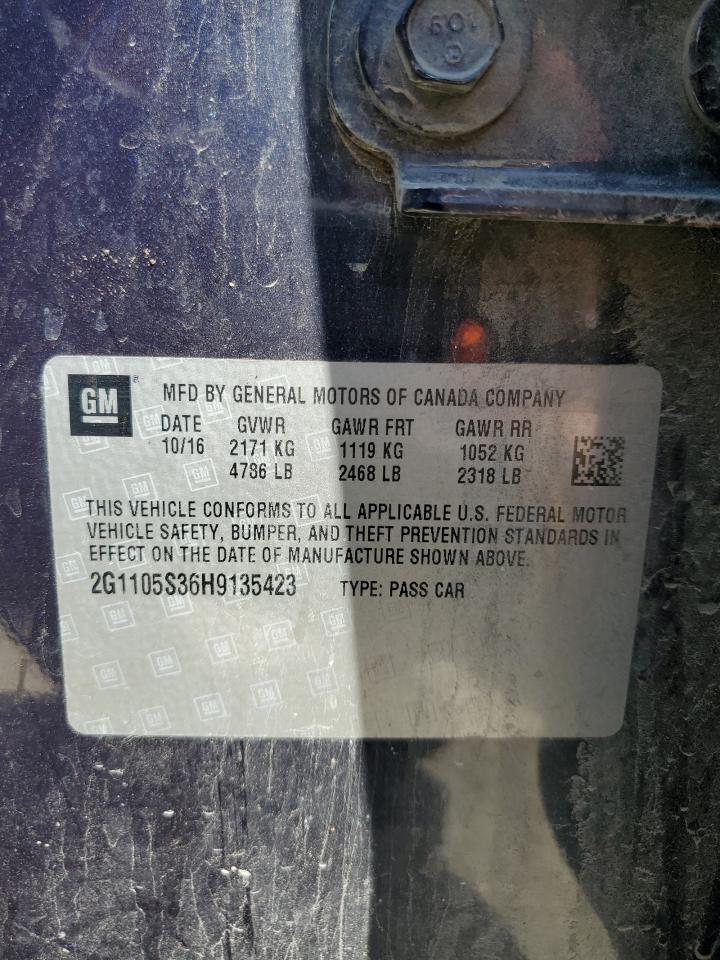 601
GM ®
MFD BY GENERAL MOTORS OF CANADA COMPANY
DATE GVWR GAWR FRT GAWR RR
10/16 2171 KG 1119 KG 1052 KG
4786 LB 2468 LB 2318 LB
THIS VEHICLE CONFORMS TO ALL APPLICABLE U.S. FEDERAL MOTOR
VEHICLE SAFETY, BUMPER, AND THEFT PREVENTION STANDARDS IN
EFFECT ON THE DATE OF MANUFACTURE SHOWN ABOVE.
2G1105S36H9135423 TYPE: PASS CAR